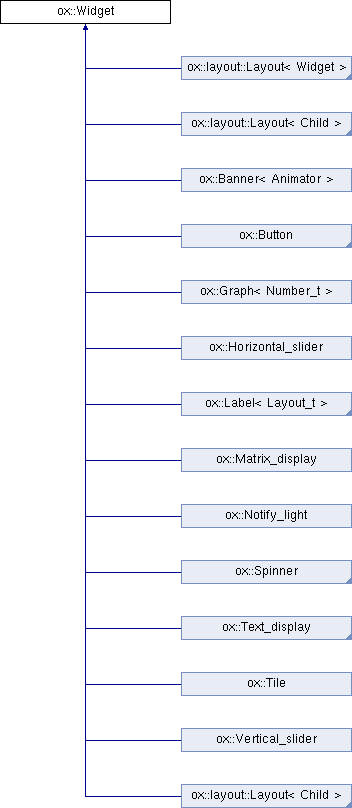 ox::Widget
ox::layout::Layout< Widget >
ox::layout::Layout< Child >
ox::Banner< Animator >
ox::Button
ox::Graph< Number_t >
ox::Horizontal_slider
ox::Label< Layout_t >
ox::Matrix_display
ox::Notify_light
ox::Spinner
ox::Text_display
ox::Tile
ox::Vertical_slider
ox::layout::Layout< Child >